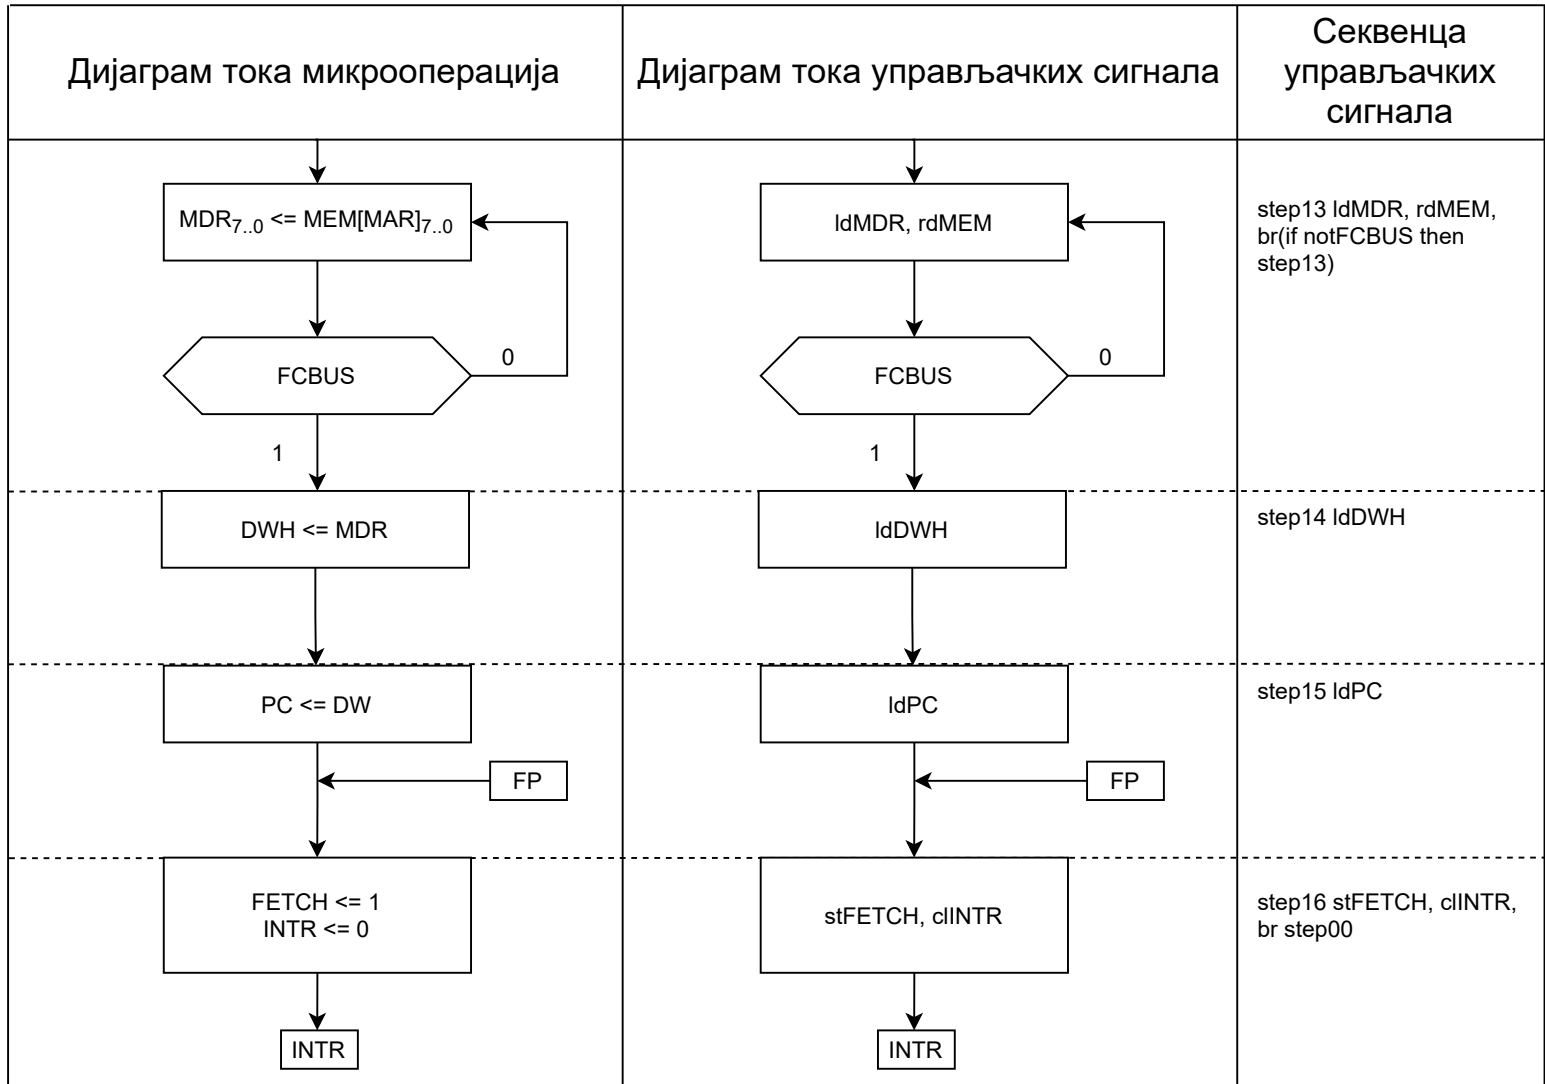 Дијаграм тока микрооперација
Дијаграм тока управљачких сигнала
Секвенца
управљачких
сигнала
MDR7..0 <= MEM[MAR]7..0
FCBUS
0
1
DWH <= MDR
PC <= DW
FP
FETCH <= 1
INTR <= 0
INTR
ldMDR, rdMEM
FCBUS
0
1
ldDWH
ldPC
FP
stFETCH, clINTR
INTR
step13 ldMDR, rdMEM,
br(if notFCBUS then
step13)
step14 ldDWH
step15 ldPC
step16 stFETCH, clINTR,
br step00